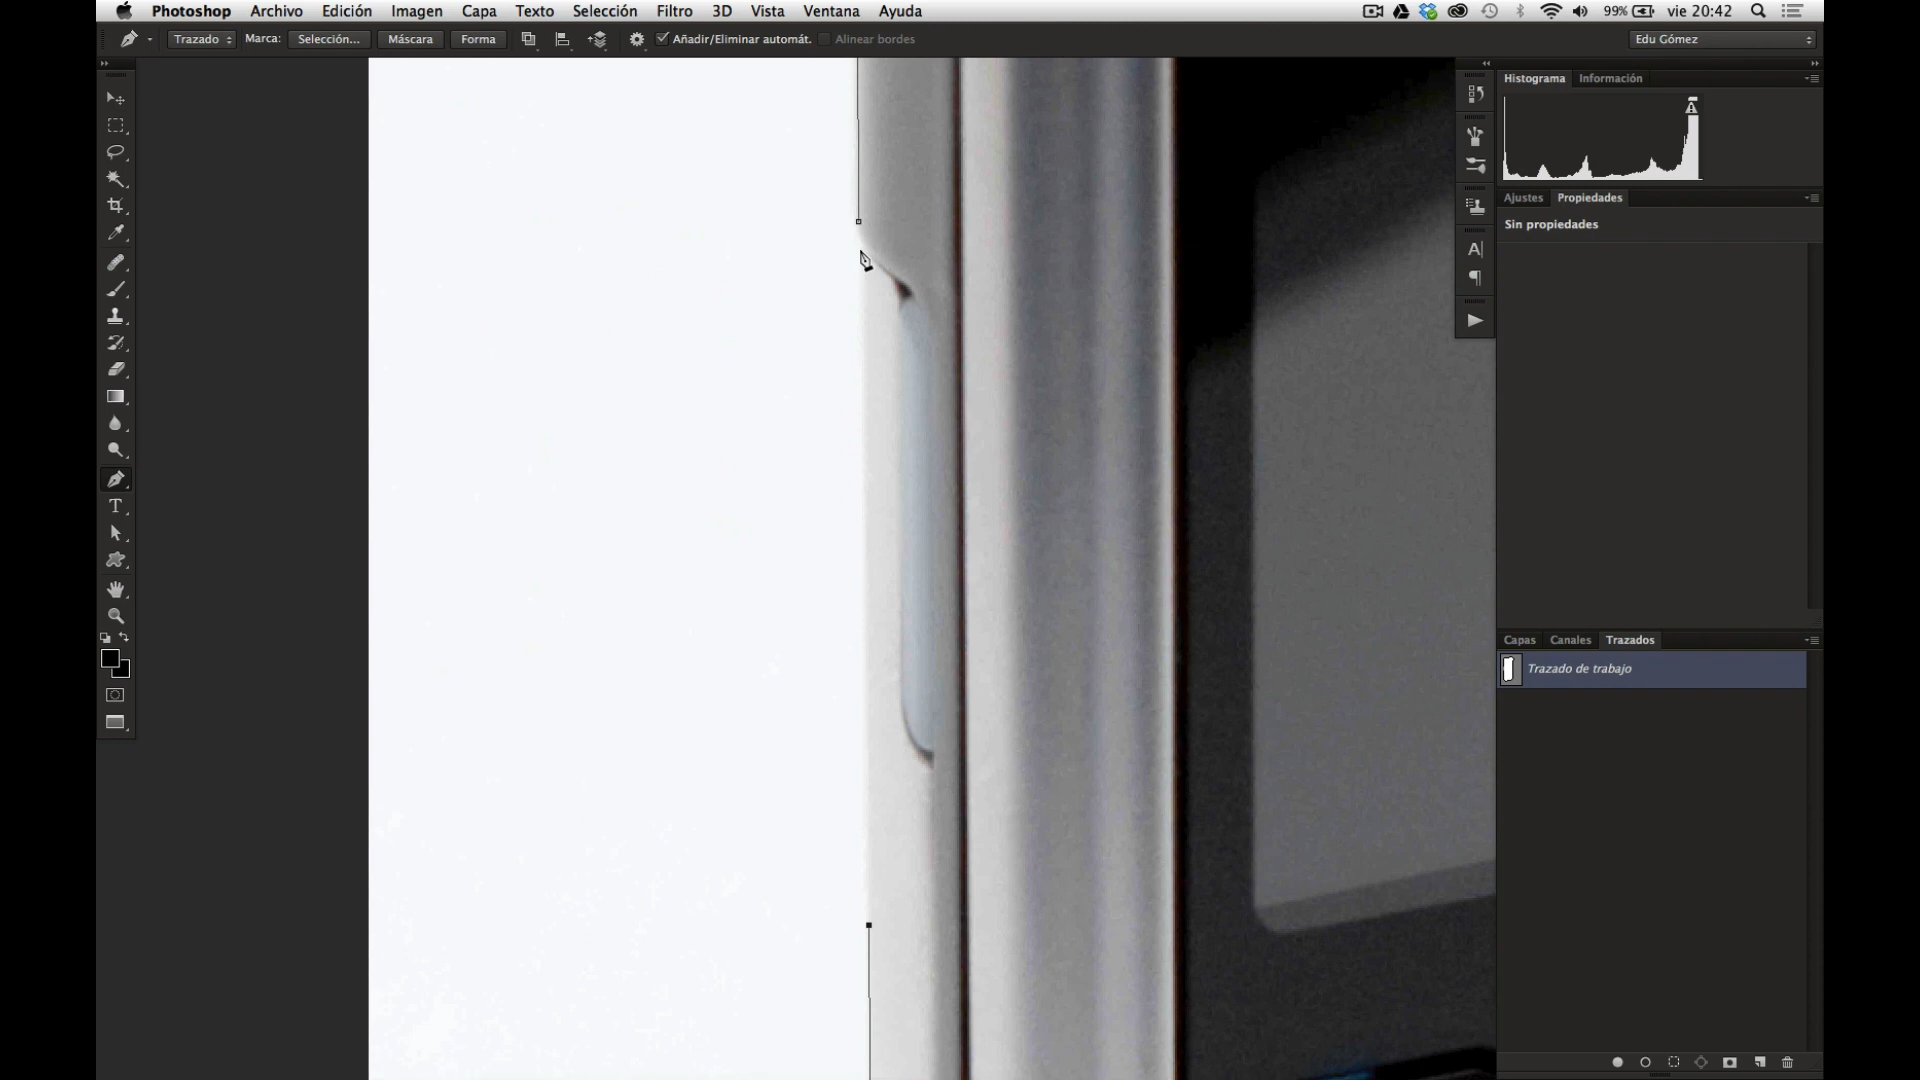 Photoshop Archivo Edición Imagen Capa Texto Selección Filtro 3D Vista Ventana Ayuda 99% vie 20:42
Trazado Marca: Selección... Máscara Forma Añadir/Eliminar automát. Alinear bordes Edu Gómez
Histograma Información
Ajustes Propiedades
Sin propiedades
Capas Canales Trazados
Trazado de trabajo